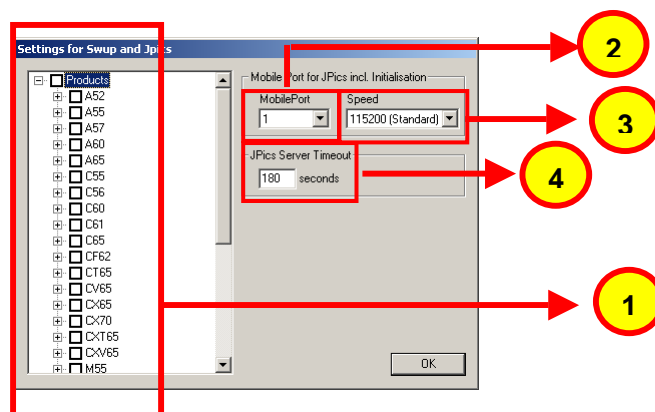 Settings for Swup and Jpics
Products
A52
A55
A57
A60
A65
C55
C56
C60
C61
C65
CF62
CT65
CV65
CX65
CX70
CXT65
CXV65
M55
Mobile Port for JPics incl. Initialisation
MobilePort
1
Speed
115200 (Standard)
JPics Server Timeout
180 seconds
OK
2
3
4
1